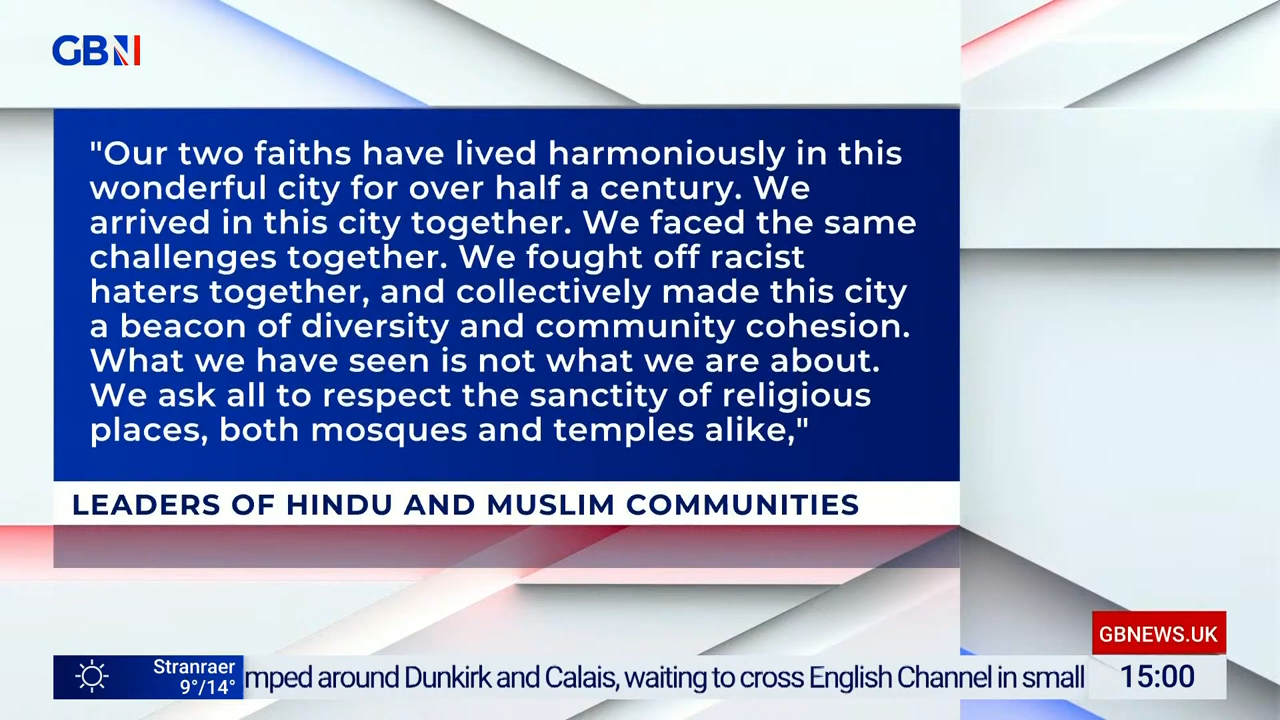 GBN
"Our two faiths have lived harmoniously in this
wonderful city for over half a century. We
arrived in this city together. We faced the same
challenges together. We fought off racist
haters together, and collectively made this city
a beacon of diversity and community cohesion.
What we have seen is not what we are about.
We ask all to respect the sanctity of religious
places, both mosques and temples alike,"
LEADERS OF HINDU AND MUSLIM COMMUNITIES
GBNEWS.UK
Stranraer
9°/14°
mped around Dunkirk and Calais, waiting to cross English Channel in small
15:00